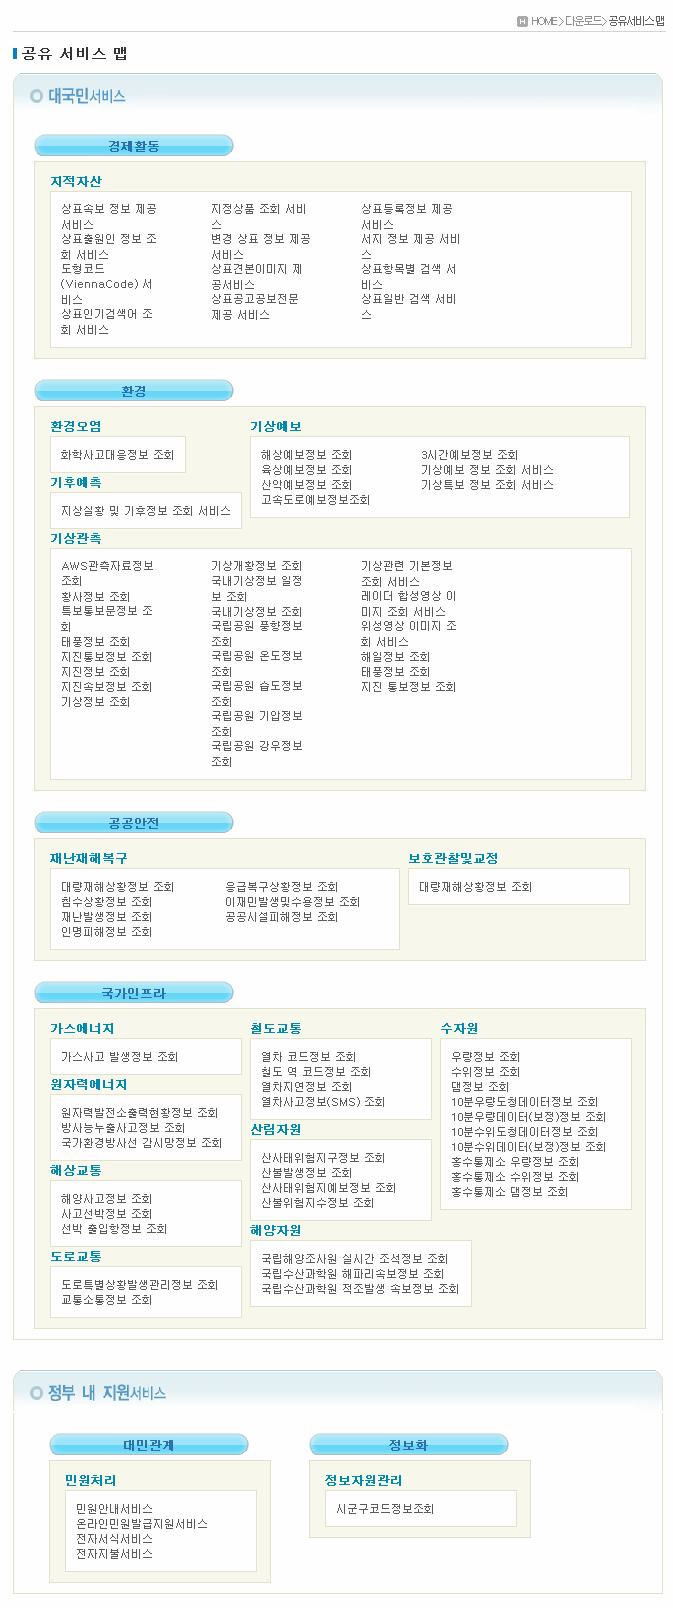 HOME > 다운로드 > 공유서비스맵
공유 서비스 맵
대국민서비스
경제활동
지적자산
상표속보 정보 제공
서비스
상표출원인 정보 조
회 서비스
도형코드
(ViennaCode) 서
비스
상표인기검색어 조
회 서비스
지정상품 조회 서비
스
변경 상표 정보 제공
서비스
상표견본이미지 제
공서비스
상표공고공보전문
제공 서비스
상표등록정보 제공
서비스
서지 정보 제공 서비
스
상표항목별 검색 서
비스
상표일반 검색 서비
스
환경
환경오염
화학사고대응정보 조회
기후예측
지상실황 및 기후정보 조회 서비스
기상예보
해상예보정보 조회
육상예보정보 조회
산악예보정보 조회
고속도로예보정보조회
3시간예보정보 조회
기상예보 정보 조회 서비스
기상특보 정보 조회 서비스
기상관측
AWS관측자료정보
조회
황사정보 조회
특보통보문정보 조
회
태풍정보 조회
지진통보정보 조회
지진정보 조회
지진속보정보 조회
기상정보 조회
기상개황정보 조회
국내기상정보 일정
보 조회
국내기상정보 조회
국립공원 풍향정보
조회
국립공원 온도정보
조회
국립공원 습도정보
조회
국립공원 기압정보
조회
국립공원 강우정보
조회
기상관련 기본정보
조회 서비스
레이더 합성영상 이
미지 조회 서비스
위성영상 이미지 조
회 서비스
해일정보 조회
태풍정보 조회
지진 통보정보 조회
공공안전
재난재해복구
대량재해상황정보 조회
침수상황정보 조회
재난발생정보 조회
인명피해정보 조회
응급복구상황정보 조회
이재민발생및수용정보 조회
공공시설피해정보 조회
보호관찰및교정
대량재해상황정보 조회
국가인프라
가스에너지
가스사고 발생정보 조회
원자력에너지
원자력발전소출력현황정보 조회
방사능누출사고정보 조회
국가환경방사선 감시망정보 조회
해상교통
해양사고정보 조회
사고선박정보 조회
선박 출입항정보 조회
도로교통
도로특별상황발생관리정보 조회
교통소통정보 조회
철도교통
열차 코드정보 조회
철도 역 코드정보 조회
열차지연정보 조회
열차사고정보(SMS) 조회
산림자원
산사태위험지구정보 조회
산불발생정보 조회
산사태위험지예보정보 조회
산불위험지수정보 조회
해양자원
국립해양조사원 실시간 조석정보 조회
국립수산과학원 해파리속보정보 조회
국립수산과학원 적조발생 속보정보 조회
수자원
우량정보 조회
수위정보 조회
댐정보 조회
10분우량도청데이터정보 조회
10분우량데이터(보정)정보 조회
10분수위도청데이터정보 조회
10분수위데이터(보정)정보 조회
홍수통제소 우량정보 조회
홍수통제소 수위정보 조회
홍수통제소 댐정보 조회
정부 내 지원서비스
대민관계
민원처리
민원안내서비스
온라인민원발급지원서비스
전자서식서비스
전자지불서비스
정보화
정보자원관리
시군구코드정보조회